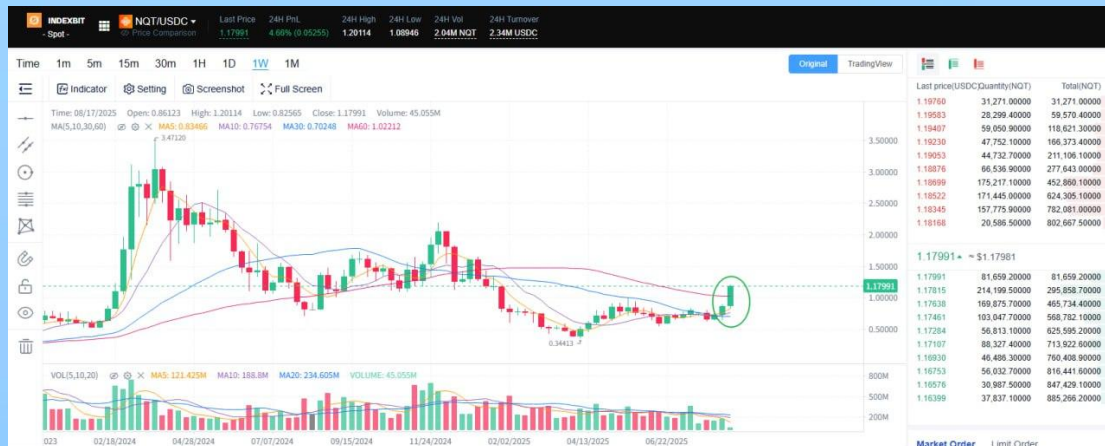 INDEXBIT
- Spot -
NQT/USDC
Price Comparison
Last Price 24H PnL 24H High 24H Low 24H Vol 24H Turnover
1.17991 4.66% (0.05255) 1.20114 1.08946 2.04M NQT 2.34M USDC
Time 1m 5m 15m 30m 1H 1D 1W 1M
Original TradingView
Indicator Setting Screenshot Full Screen
Time: 08/17/2025 Open: 0.86123 High: 1.20114 Low: 0.82565 Close: 1.17991 Volume: 45.055M
MA(5,10,30,60) MA5: 0.83466 MA10: 0.76754 MA30: 0.70248 MA60: 1.02212
3.47120
3.50000
3.00000
2.50000
2.00000
1.50000
1.17991
1.00000
0.50000
0.34413
VOL(5,10,20) MA5: 121.425M MA10: 188.8M MA20: 234.605M VOLUME: 45.055M
800M
500M
200M
023 02/18/2024 04/28/2024 07/07/2024 09/15/2024 11/24/2024 02/02/2025 04/13/2025 06/22/2025
Last price(USDC) Quantity(NQT) Total(NQT)
1.19760 31,271.00000 31,271.00000
1.19583 28,299.40000 59,570.40000
1.19407 59,050.90000 118,621.30000
1.19230 47,752.10000 166,373.40000
1.19053 44,732.70000 211,106.10000
1.18876 66,536.90000 277,643.00000
1.18699 175,217.10000 452,860.10000
1.18522 171,445.00000 624,305.10000
1.18345 157,775.90000 782,081.00000
1.18168 20,586.50000 802,667.50000
1.17991 ≈ $1.17981
1.17991 81,659.20000 81,659.20000
1.17815 214,199.50000 295,858.70000
1.17638 169,875.70000 465,734.40000
1.17461 103,047.70000 568,782.10000
1.17284 56,813.10000 625,595.20000
1.17107 88,327.40000 713,922.60000
1.16930 46,486.30000 760,408.90000
1.16753 56,032.70000 816,441.60000
1.16576 30,987.50000 847,429.10000
1.16399 37,837.10000 885,266.20000
Market Order Limit Order